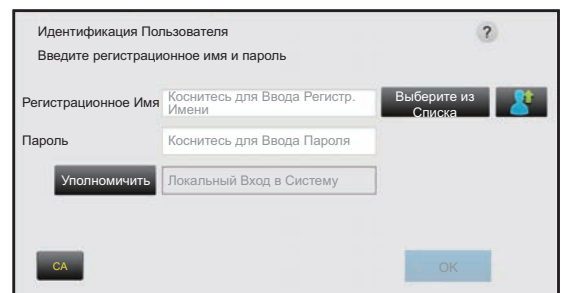 Идентификация Пользователя
?
Введите регистрационное имя и пароль
Регистрационное Имя
Коснитесь для Ввода Регистр.
Имени
Выберите из
Списка
Пароль
Коснитесь для Ввода Пароля
Уполномичить
Локальный Вход в Систему
CA
OK